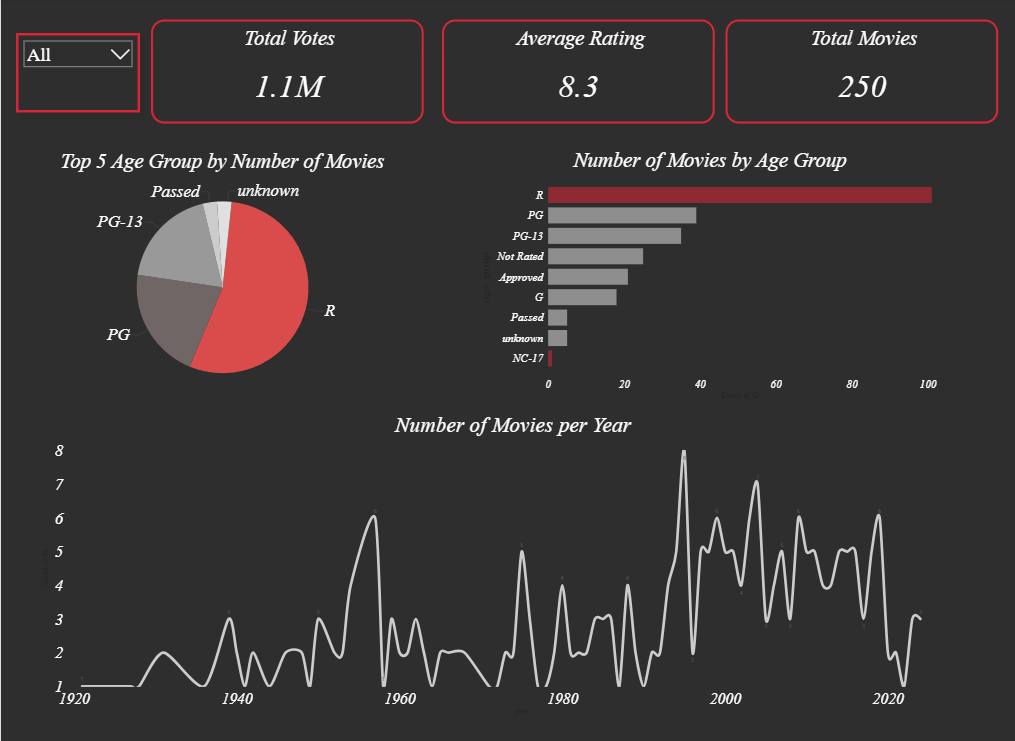 All
Total Votes
1.1M
Average Rating
8.3
Total Movies
250
Top 5 Age Group by Number of Movies
Passed
unknown
PG-13
PG
R
Number of Movies by Age Group
R
PG
PG-13
Not Rated
Approved
G
Passed
unknown
NC-17
0 20 40 60 80 100
Number of Movies per Year
8
7
6
5
4
3
2
1
1920 1940 1960 1980 2000 2020